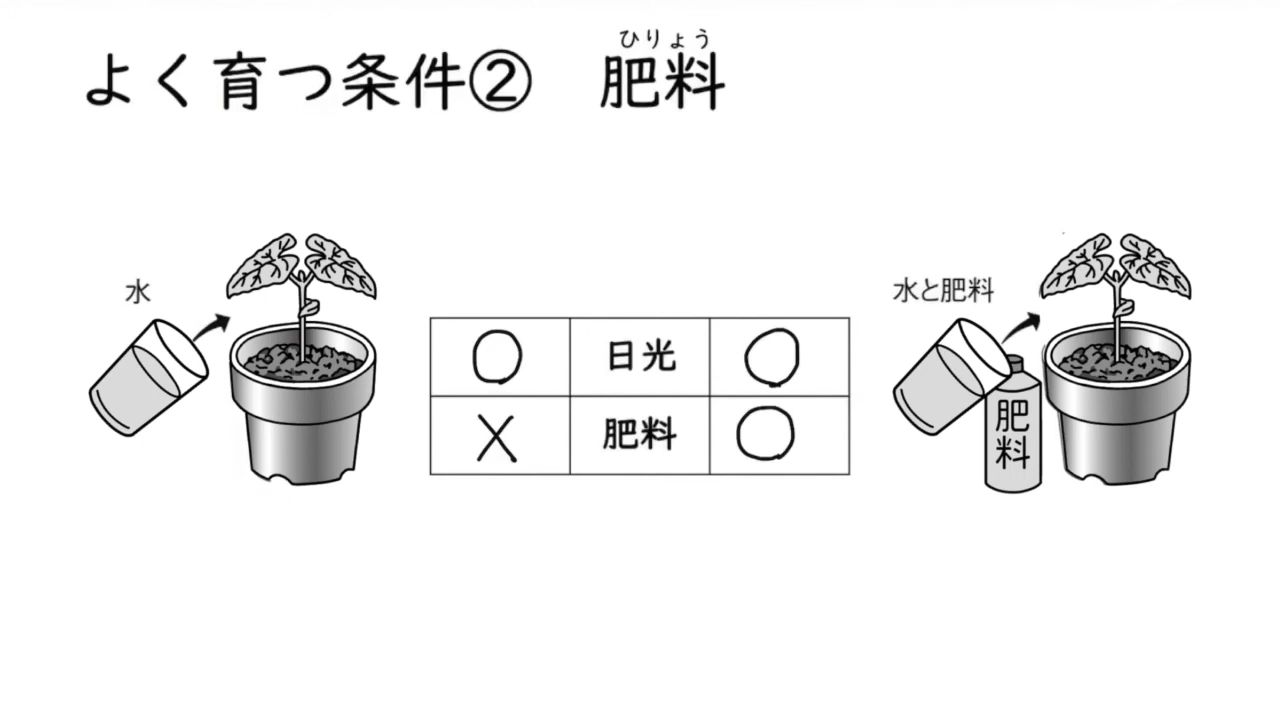 ひりょう
よく育つ条件② 肥料
水
水と肥料
○ 日光 ○
× 肥料 ○
肥料